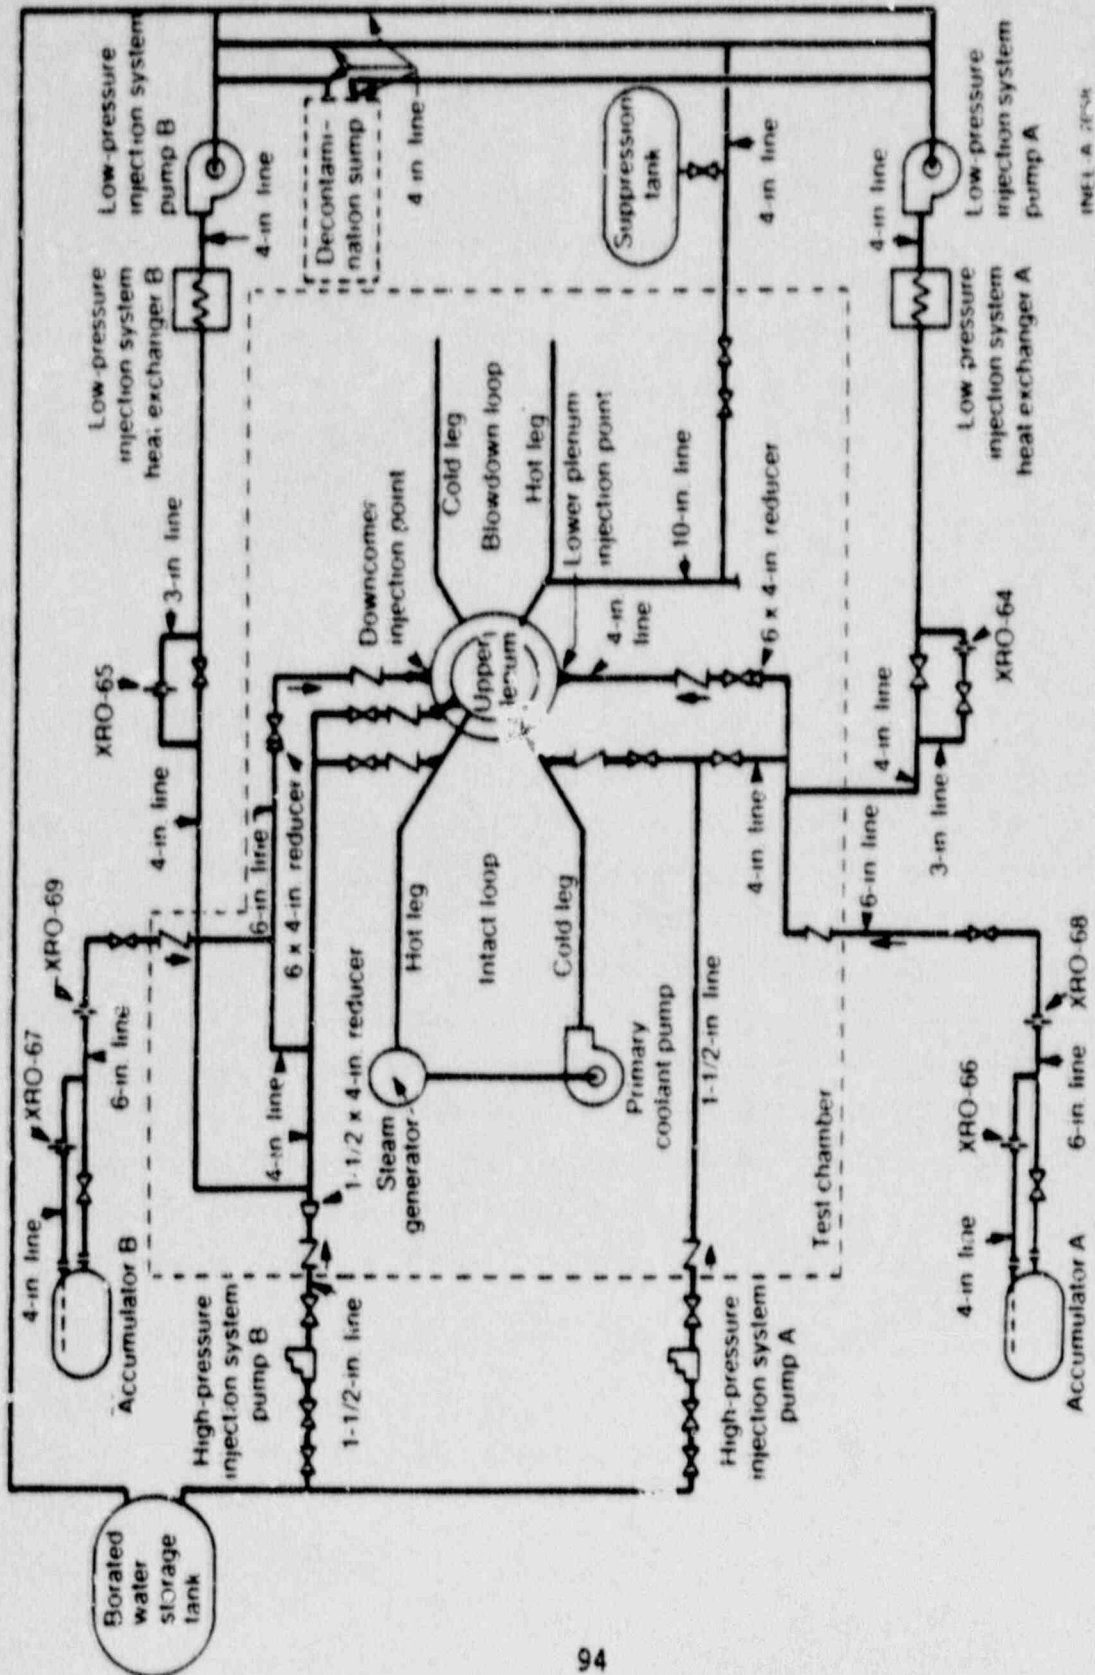 Borated
water
storage
tank
4-in line
Accumulator B
XRO-67
XRO-69
6-in. line
4-in line
XRO-65
3-in line
Low-pressure
injection system
heat exchanger B
Low-pressure
injection system
pump B
4-in line
Decontami-
nation sump
4 in line
High-pressure
injection system
pump B
1-1/2-in. line
1-1/2 x 4-in reducer
4-in line
6-in line
6 x 4-in reducer
Downcomer
injection point
Steam
generator
Hot leg
Intact loop
Cold leg
Primary
coolant pump
Upper
Cold leg
Blowdown loop
Hot leg
Lower plenum
injection point
10-in. line
4-in
line
6 x 4-in reducer
Suppression
tank
4-in line
1-1/2-in line
4-in line
Test chamber
High-pressure
injection system
pump A
4-in line
Accumulator A
XRO-66
6-in line
XRO-68
6-in line
3-in line
4-in line
XRO-64
Low pressure
injection system
heat exchanger A
4-in line
Low-pressure
injection system
pump A
94